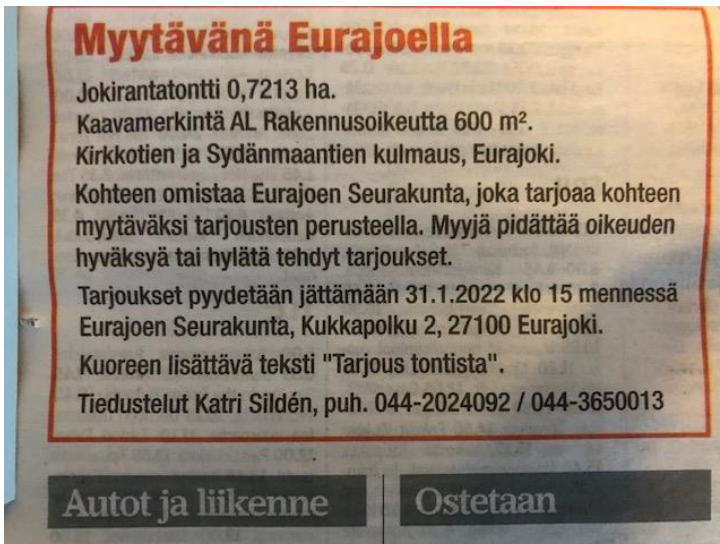 Myytävänä Eurajoella
Jokirantatontti 0,7213 ha.
Kaavamerkintä AL Rakennusoikeutta 600 m².
Kirkkotien ja Sydänmaantien kulmaus, Eurajoki.
Kohteen omistaa Eurajoen Seurakunta, joka tarjoaa kohteen
myytäväksi tarjousten perusteella. Myyjä pidättää oikeuden
hyväksyä tai hylätä tehdyt tarjoukset.
Tarjoukset pyydetään jättämään 31.1.2022 klo 15 mennessä
Eurajoen Seurakunta, Kukkapolku 2, 27100 Eurajoki.
Kuoreen lisättävä teksti "Tarjous tontista".
Tiedustelut Katri Sildén, puh. 044-2024092 / 044-3650013
Autot ja liikenne
Ostetaan